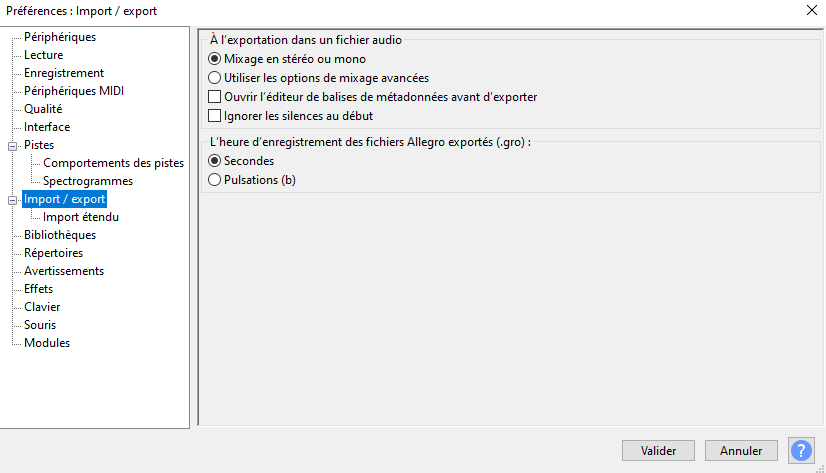 Préférences : Import / export
Périphériques
Lecture
Enregistrement
Périphériques MIDI
Qualité
Interface
Pistes
Comportements des pistes
Spectrogrammes
Import / export
Import étendu
Bibliothèques
Répertoires
Avertissements
Effets
Clavier
Souris
Modules
À l’exportation dans un fichier audio
Mixage en stéréo ou mono
Utiliser les options de mixage avancées
Ouvrir l’éditeur de balises de métadonnées avant d’exporter
Ignorer les silences au début
L’heure d’enregistrement des fichiers Allegro exportés (.gro) :
Secondes
Pulsations (b)
Valider
Annuler
?